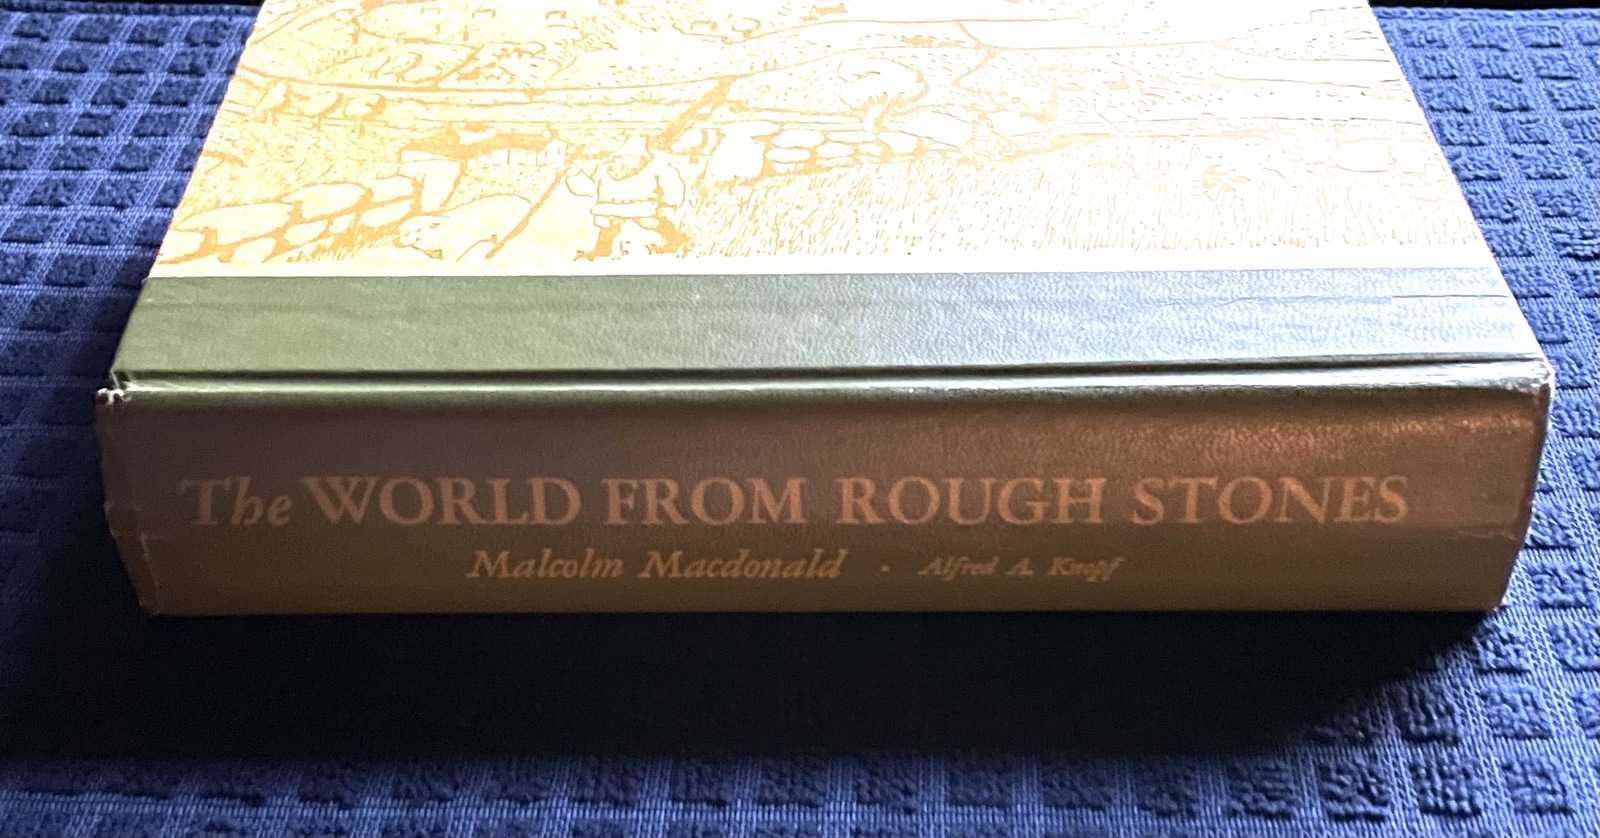 The WORLD FROM ROUGH STONES
Malcolm Macdonald · Alfred A. Knopf